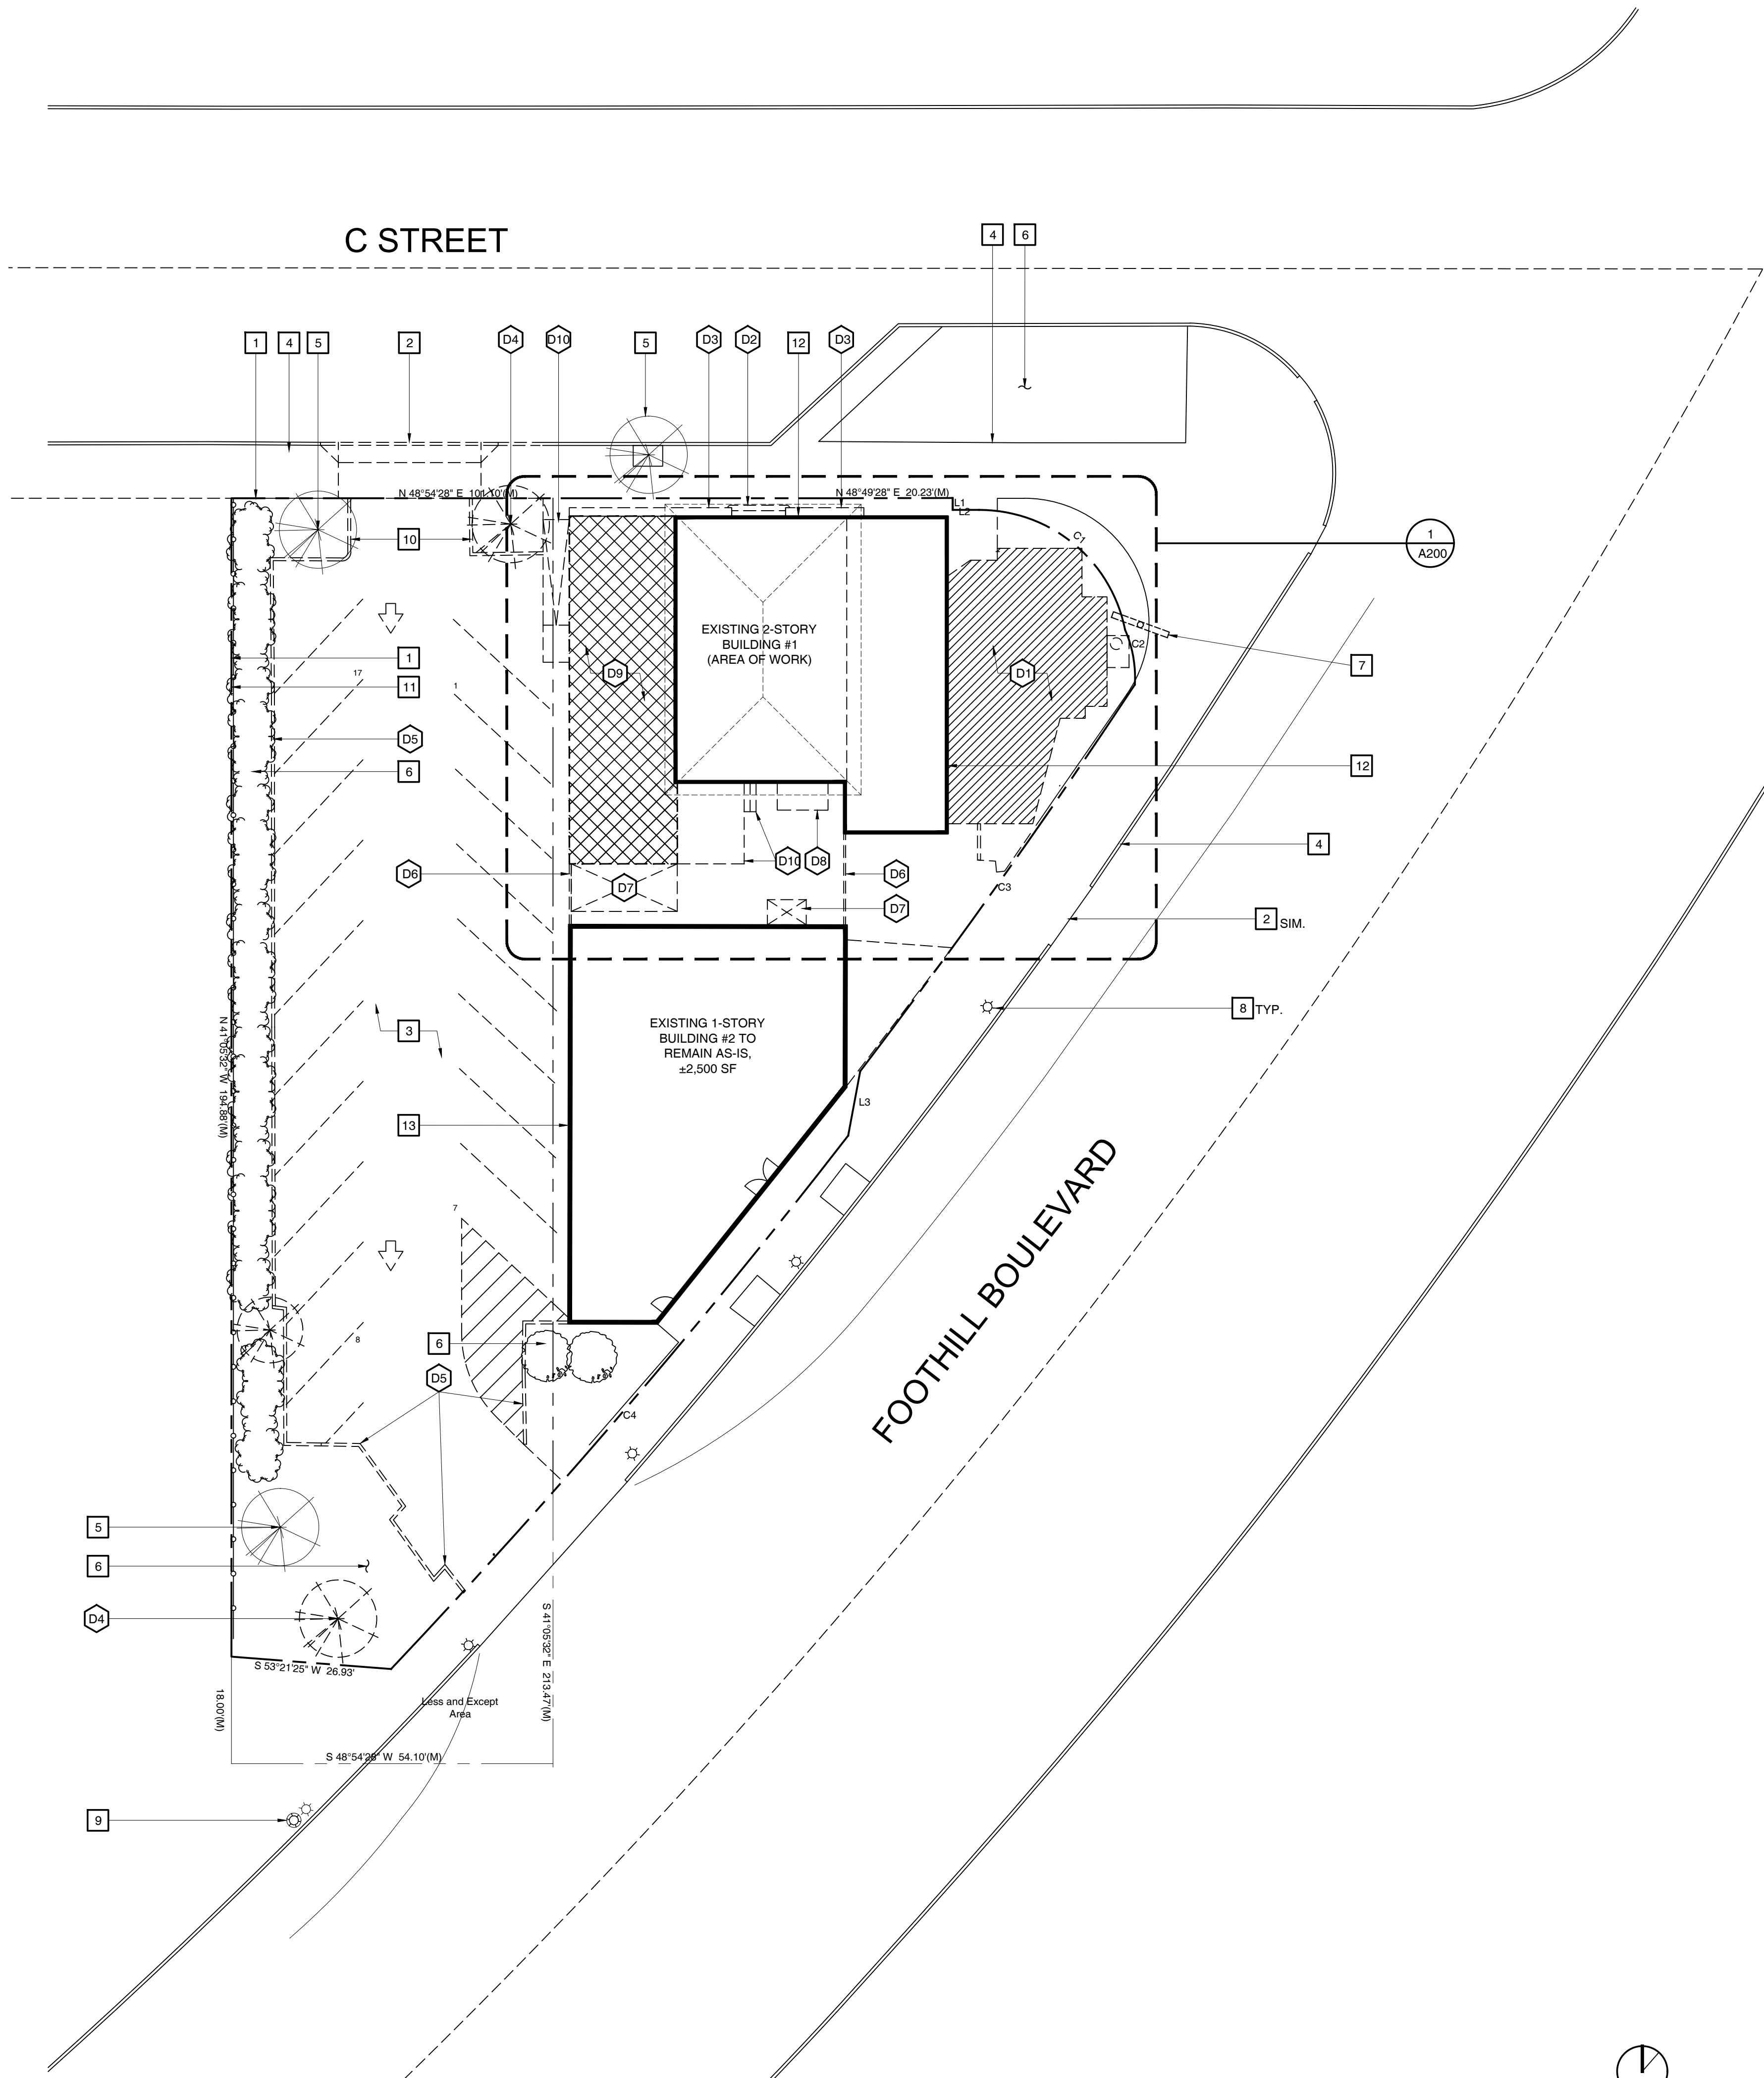 C STREET
4
6
1
4
5
2
D4
D10
5
D3
D2
12
D3
N 48°54'28" E 101.10'(M)
N 48°49'28" E 20.23'(M)
L1
L2
10
C1
1
A200
EXISTING 2-STORY
BUILDING #1
(AREA OF WORK)
C2
1
7
17
D9
D1
11
1
D5
6
12
4
D6
D7
D10
D8
D6
C3
D7
2 SIM.
8 TYP.
N 41°05'32" W 194.88'(M)
3
EXISTING 1-STORY
BUILDING #2 TO
REMAIN AS-IS,
±2,500 SF
L3
13
FOOTHILL BOULEVARD
7
8
6
D5
C4
5
6
D4
S 41°05'32" E 213.47'(M)
S 53°21'25" W 26.93'
18.00'(M)
Less and Except
Area
S 48°54'28" W 54.10'(M)
9